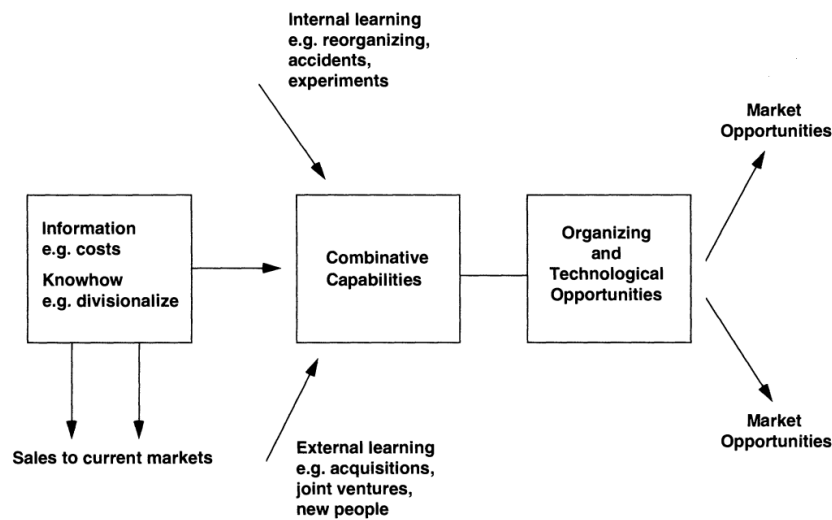 Internal learning
e.g. reorganizing,
accidents,
experiments
Market
Opportunities
Information
e.g. costs
Knowhow
e.g. divisionalize
Combinative
Capabilities
Organizing
and
Technological
Opportunities
Market
Opportunities
Sales to current markets
External learning
e.g. acquisitions,
joint ventures,
new people